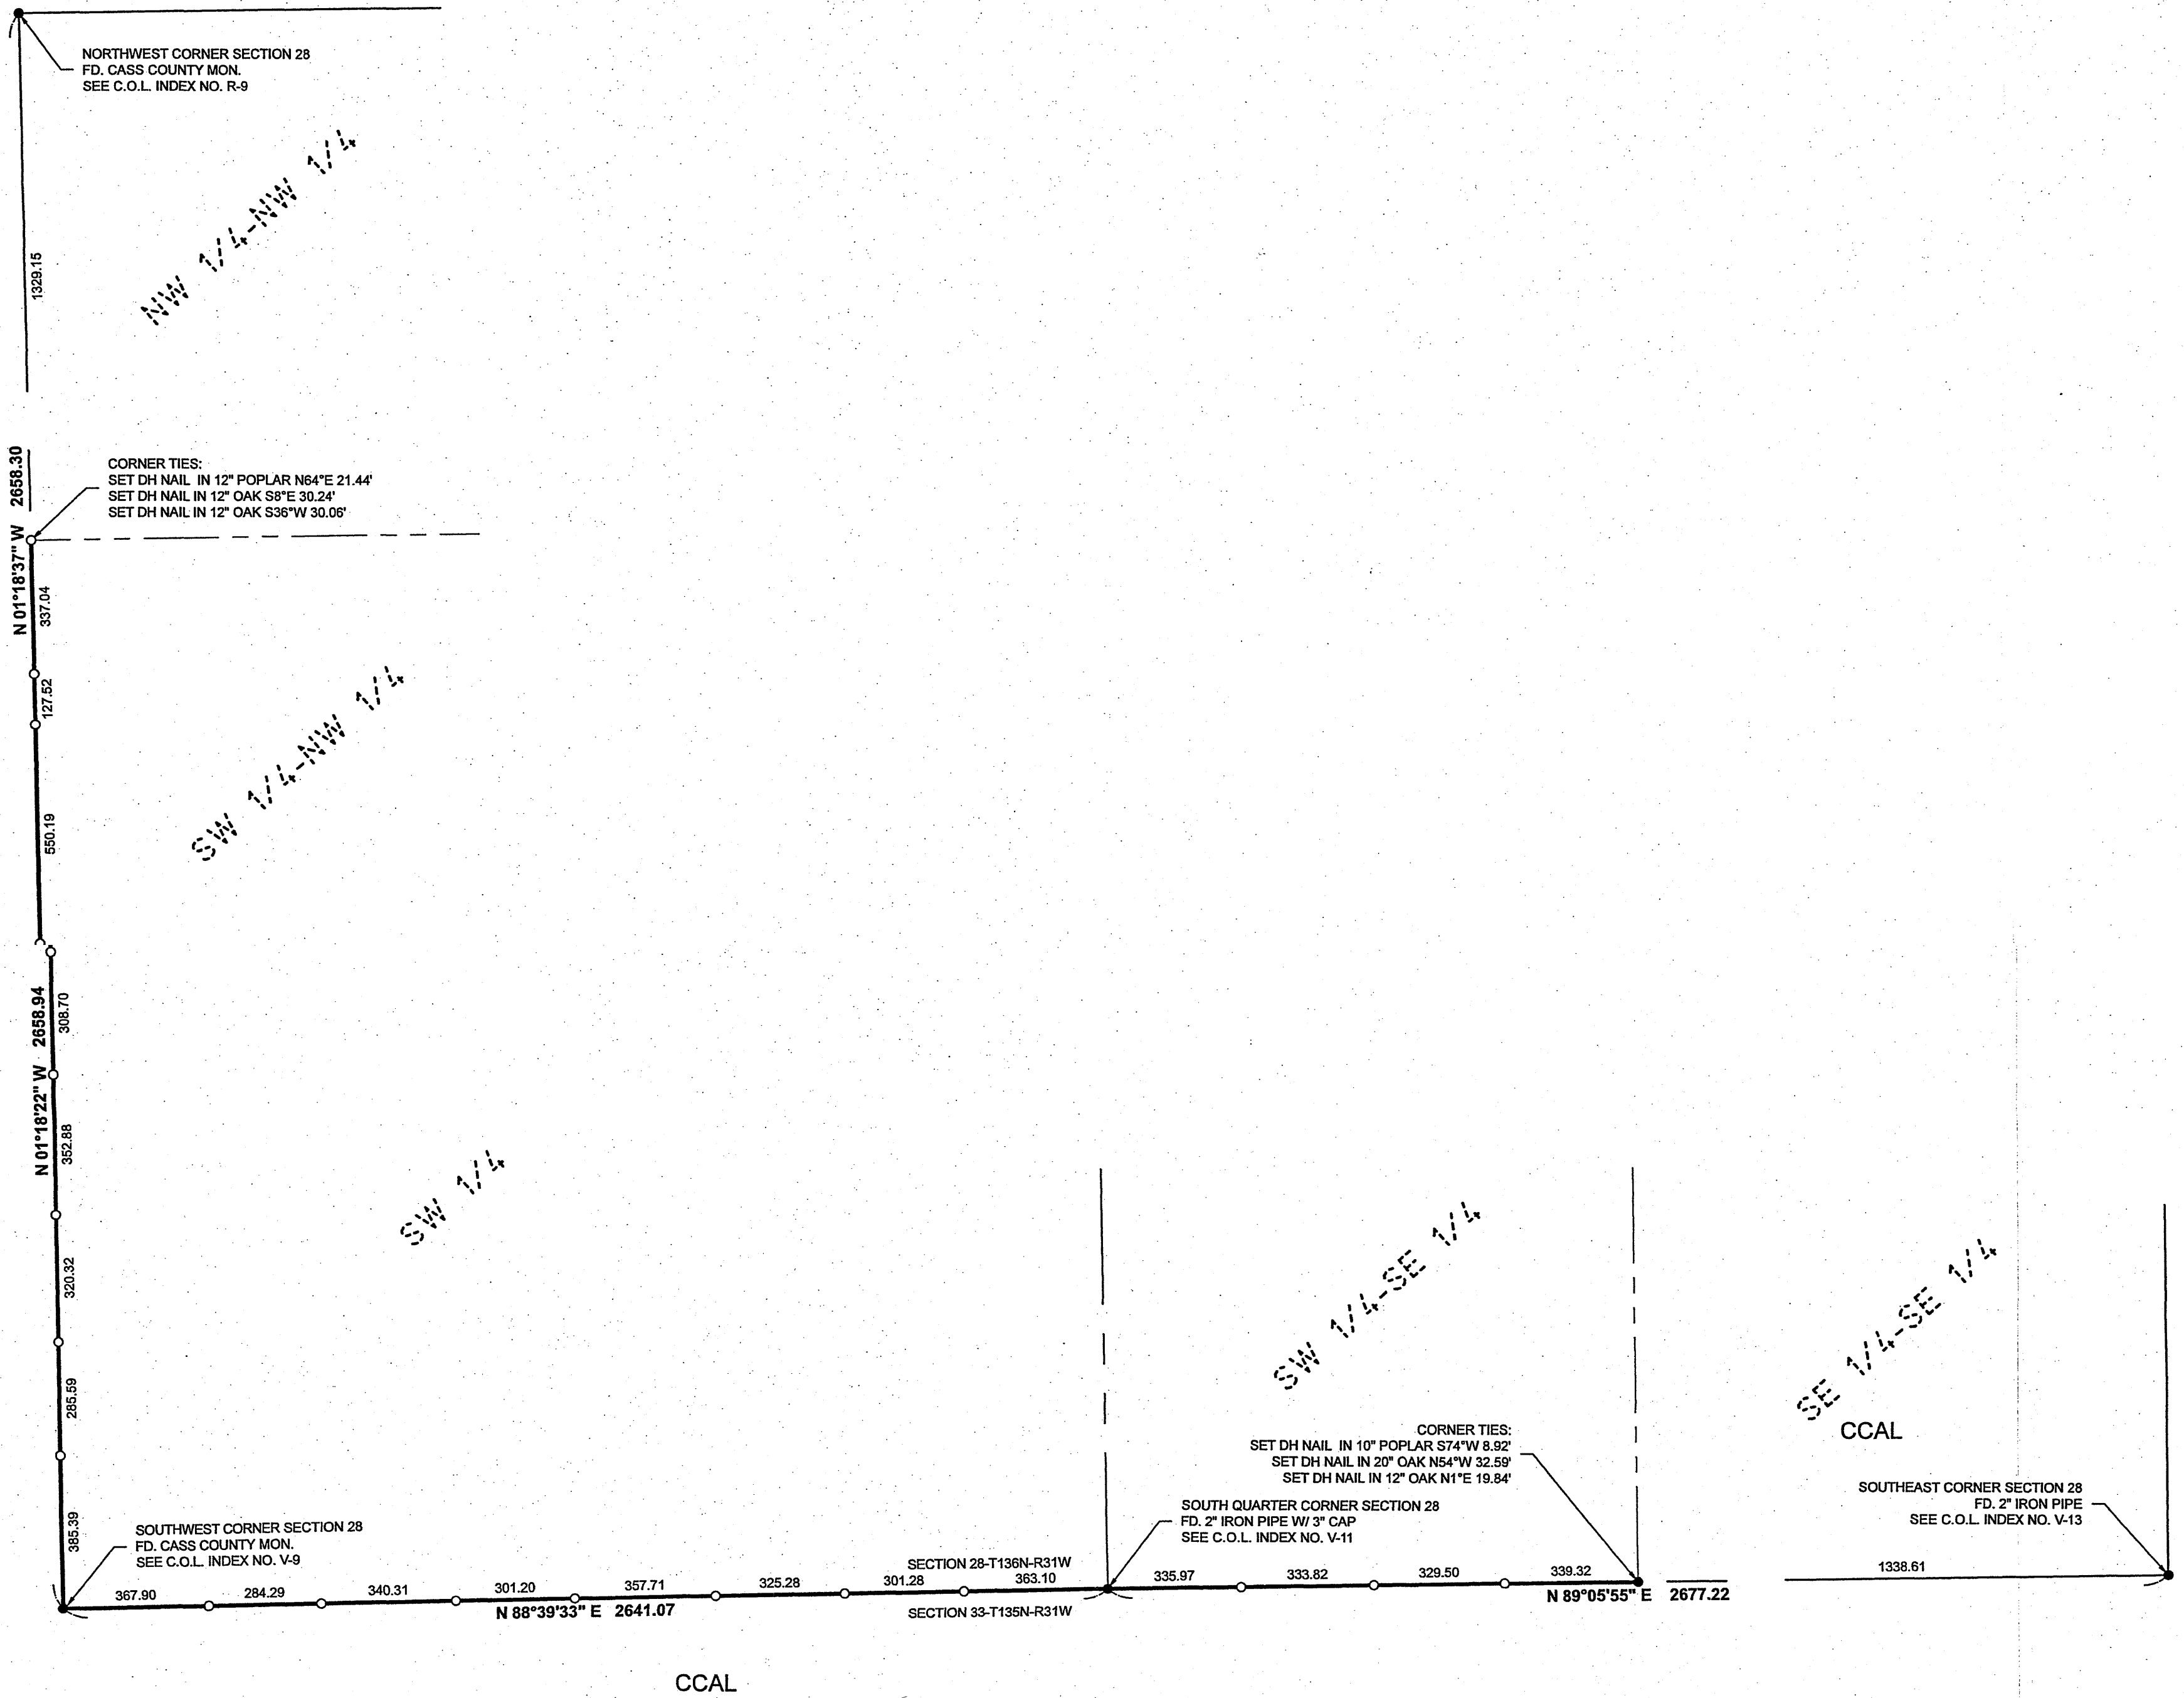 NORTHWEST CORNER SECTION 28
FD. CASS COUNTY MON.
SEE C.O.L. INDEX NO. R-9
NW 1/4-NW 1/4
1329.15
N 01°18'37" W 2658.30
CORNER TIES:
SET DH NAIL IN 12" POPLAR N64°E 21.44'
SET DH NAIL IN 12" OAK S8°E 30.24'
SET DH NAIL IN 12" OAK S36°W 30.06'
337.04
127.52
550.19
SW 1/4-NW 1/4
N 01°18'22" W 2658.94
308.70
352.88
320.32
285.59
385.39
SW 1/4
SW 1/4-SE 1/4
SE 1/4-SE 1/4
CCAL
CORNER TIES:
SET DH NAIL IN 10" POPLAR S74°W 8.92'
SET DH NAIL IN 20" OAK N54°W 32.59'
SET DH NAIL IN 12" OAK N1°E 19.84'
SOUTHEAST CORNER SECTION 28
FD. 2" IRON PIPE
SEE C.O.L. INDEX NO. V-13
SOUTH QUARTER CORNER SECTION 28
FD. 2" IRON PIPE W/ 3" CAP
SEE C.O.L. INDEX NO. V-11
SOUTHWEST CORNER SECTION 28
FD. CASS COUNTY MON.
SEE C.O.L. INDEX NO. V-9
SECTION 28-T136N-R31W
367.90 284.29 340.31 301.20 357.71 325.28 301.28 363.10 335.97 333.82 329.50 339.32 1338.61
N 88°39'33" E 2641.07
SECTION 33-T135N-R31W
N 89°05'55" E 2677.22
CCAL